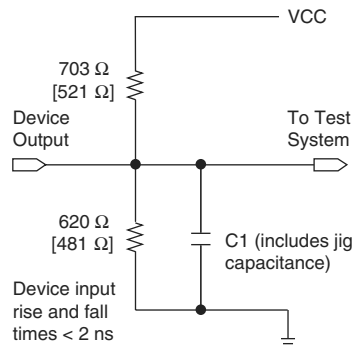 VCC
703 Ω
[521 Ω]
Device
Output
To Test
System
620 Ω
[481 Ω]
C1 (includes jig
capacitance)
Device input
rise and fall
times < 2 ns